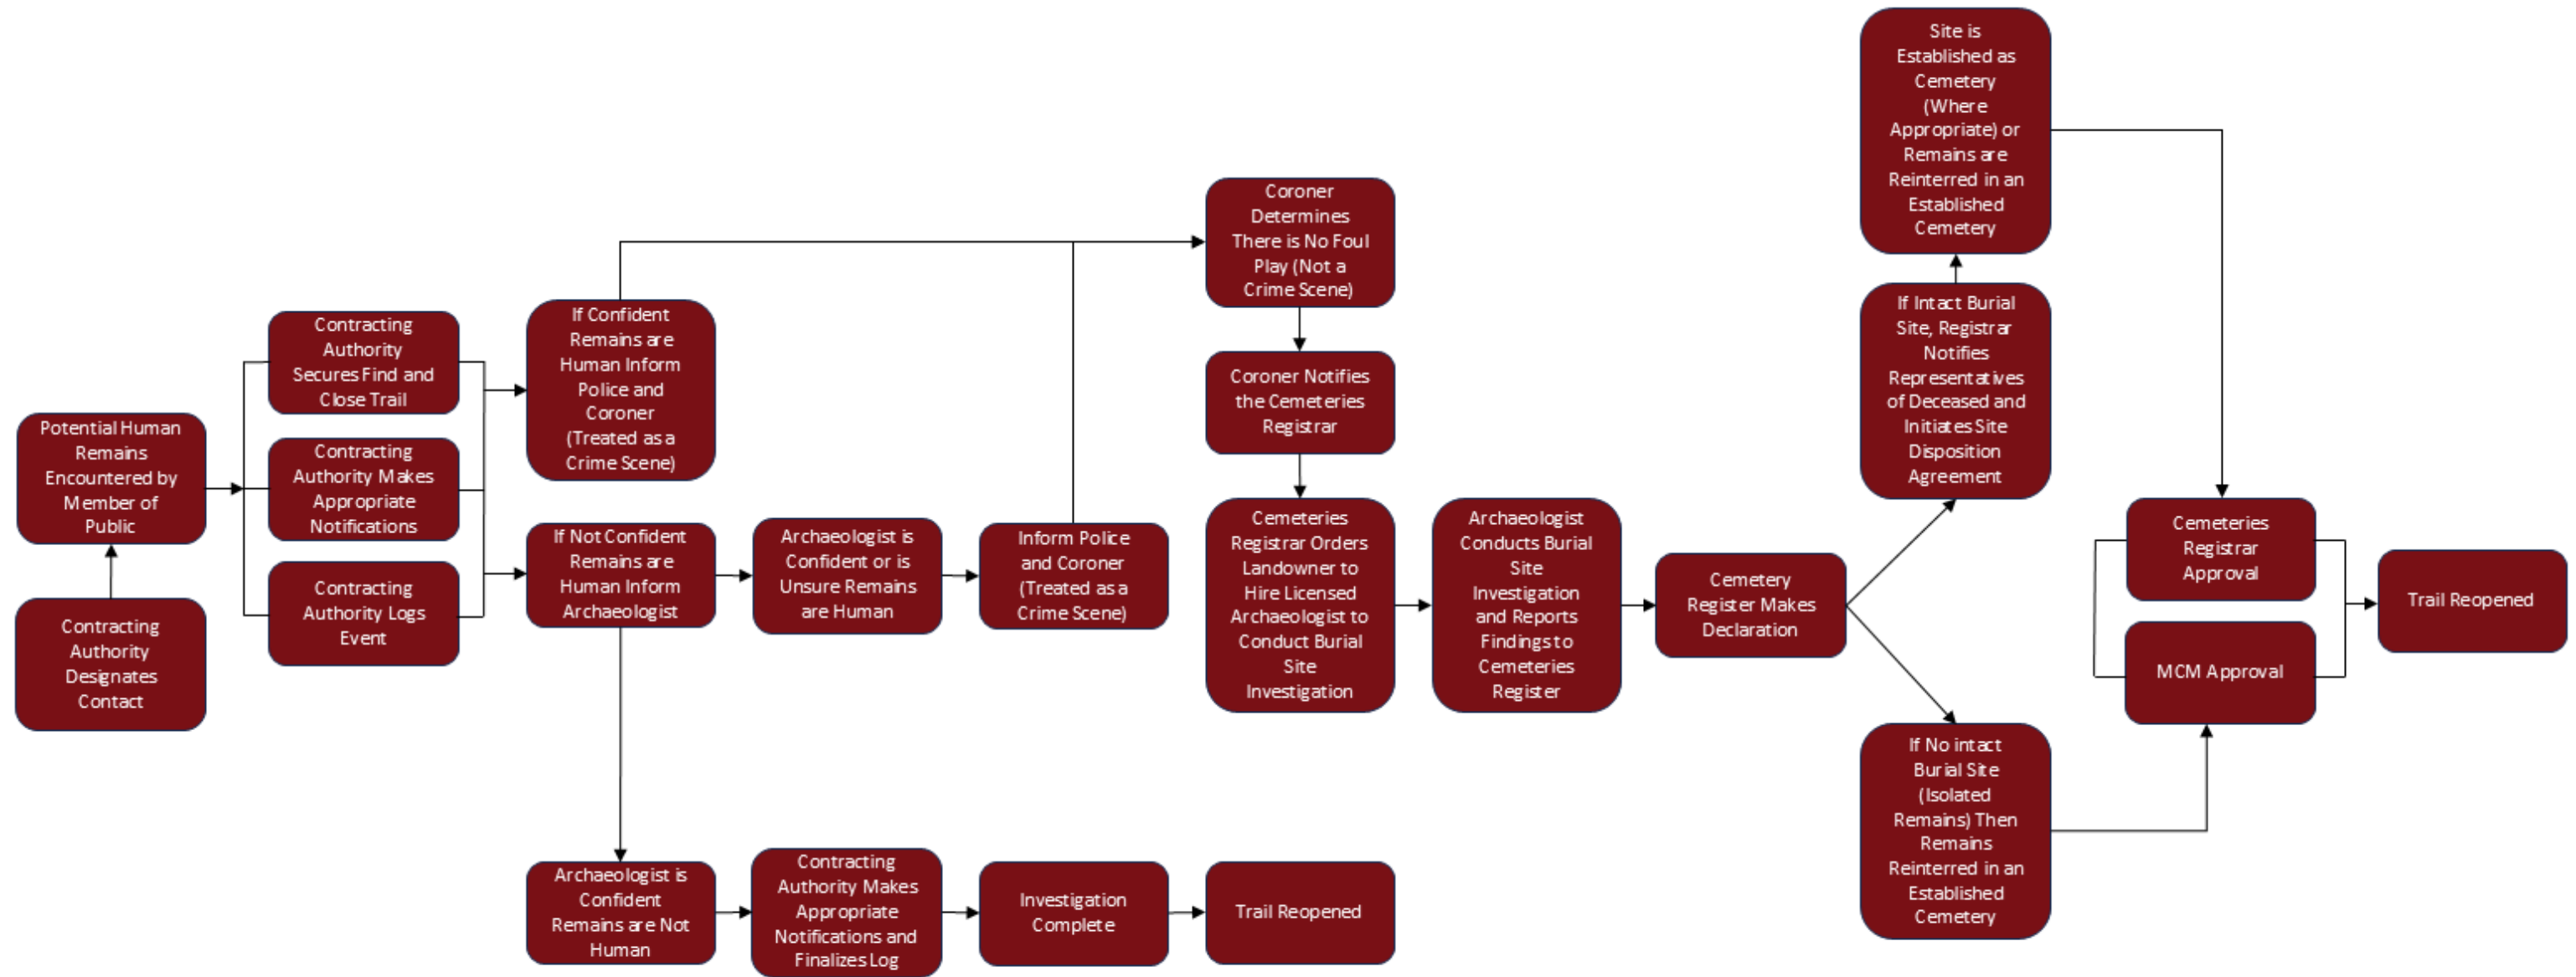 Potential Human
Remains
Encountered by
Member of
Public
Contracting
Authority
Designates
Contact
Contracting
Authority
Secures Find and
Close Trail
Contracting
Authority Makes
Appropriate
Notifications
Contracting
Authority Logs
Event
If Confident
Remains are
Human Inform
Police and
Coroner
(Treated as a
Crime Scene)
If Not Confident
Remains are
Human Inform
Archaeologist
Archaeologist is
Confident or is
Unsure Remains
are Human
Inform Police
and Coroner
(Treated as a
Crime Scene)
Archaeologist is
Confident
Remains are Not
Human
Contracting
Authority Makes
Appropriate
Notifications and
Finalizes Log
Investigation
Complete
Trail Reopened
Coroner
Determines
There is No Foul
Play (Not a
Crime Scene)
Coroner Notifies
the Cemeteries
Registrar
Cemeteries
Registrar Orders
Landowner to
Hire Licensed
Archaeologist to
Conduct Burial
Site
Investigation
Archaeologist
Conducts Burial
Site
Investigation
and Reports
Findings to
Cemeteries
Register
Cemetery
Register Makes
Declaration
Site is
Established as
Cemetery
(Where
Appropriate) or
Remains are
Reinterred in an
Established
Cemetery
If Intact Burial
Site, Registrar
Notifies
Representatives
of Deceased and
Initiates Site
Disposition
Agreement
If No intact
Burial Site
(Isolated
Remains) Then
Remains
Reinterred in an
Established
Cemetery
Cemeteries
Registrar
Approval
MCM Approval
Trail Reopened